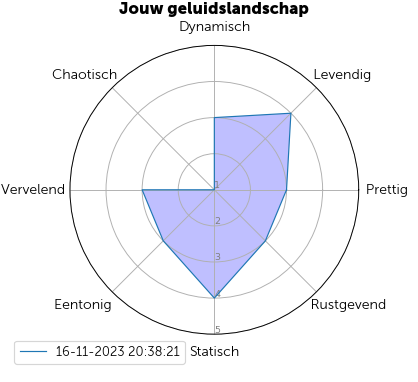 Jouw geluidslandschap
Dynamisch
Chaotisch
Levendig
Vervelend
Prettig
1
2
3
4
5
Eentonig
Rustgevend
16-11-2023 20:38:21
Statisch